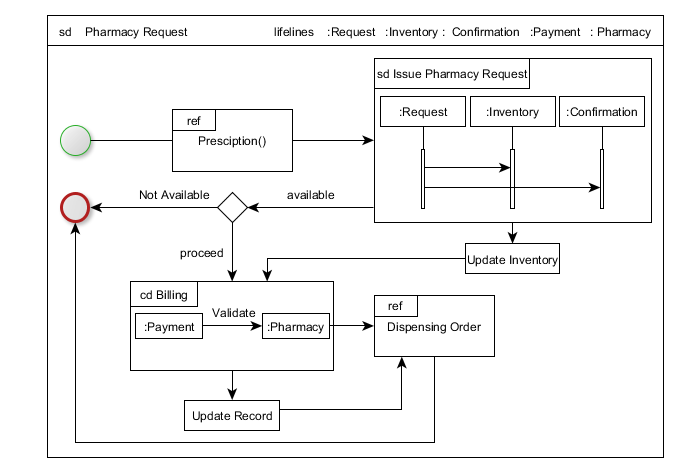 sd Pharmacy Request lifelines :Request :Inventory : Confirmation :Payment : Pharmacy
sd Issue Pharmacy Request
:Request :Inventory :Confirmation
ref
Presciption()
Not Available
available
proceed
Update Inventory
cd Billing
Validate
:Payment :Pharmacy
ref
Dispensing Order
Update Record